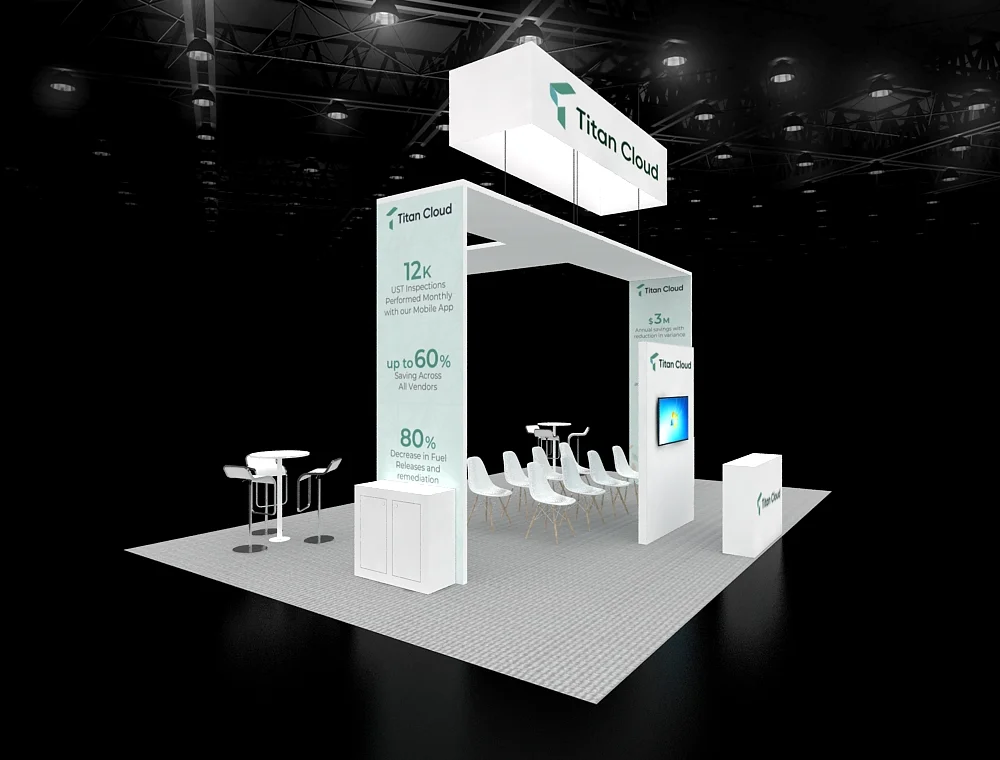 Titan Cloud
Titan Cloud
12K
UST Inspections
Performed Monthly
with our Mobile App
up to 60%
Saving Across
All Vendors
80%
Decrease in Fuel
Releases and
remediation
Titan Cloud
$3M
Annual savings with
reduction in variance
Titan Cloud
Titan Cloud